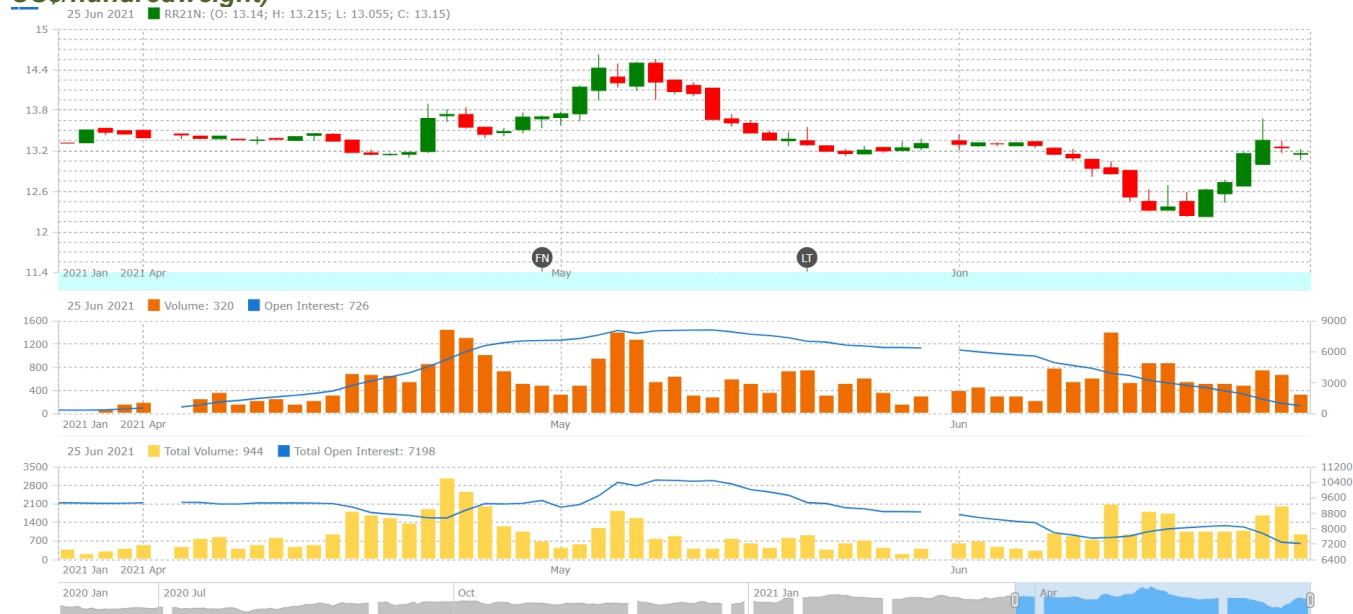 US$/hundredweight)
25 Jun 2021 RR21N: (O: 13.14; H: 13.215; L: 13.055; C: 13.15)
15
14.4
13.8
13.2
12.6
12
11.4
FN LT
2021 Jan 2021 Apr May Jun
25 Jun 2021 Volume: 320 Open Interest: 726
1600 9000
1200 6000
800
400 3000
0 0
2021 Jan 2021 Apr May Jun
25 Jun 2021 Total Volume: 944 Total Open Interest: 7198
3500 11200
2800 10400
2100 9600
1400 8800
700 8000
0 7200
6400
2021 Jan 2021 Apr May Jun
2020 Jan 2020 Jul Oct 2021 Jan Apr